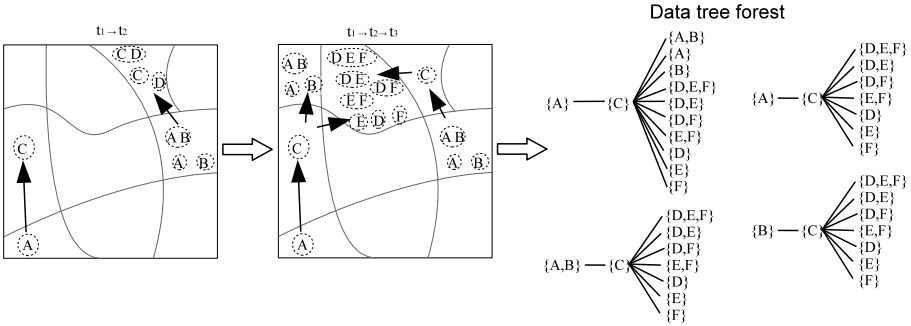 t₁→t₂
C D
C
D
A B
A
B
C
A
t₁→t₂→t₃
A B
A
B
D E F
D E
D F
E F
E
D
F
C
A B
A
B
C
A
Data tree forest
{A} {C}
{A,B}
{A}
{B}
{D,E,F}
{D,E}
{D,F}
{E,F}
{D}
{E}
{F}
{A} {C}
{D,E,F}
{D,E}
{D,F}
{E,F}
{D}
{E}
{F}
{A,B} {C}
{D,E,F}
{D,E}
{D,F}
{E,F}
{D}
{E}
{F}
{B} {C}
{D,E,F}
{D,E}
{D,F}
{E,F}
{D}
{E}
{F}